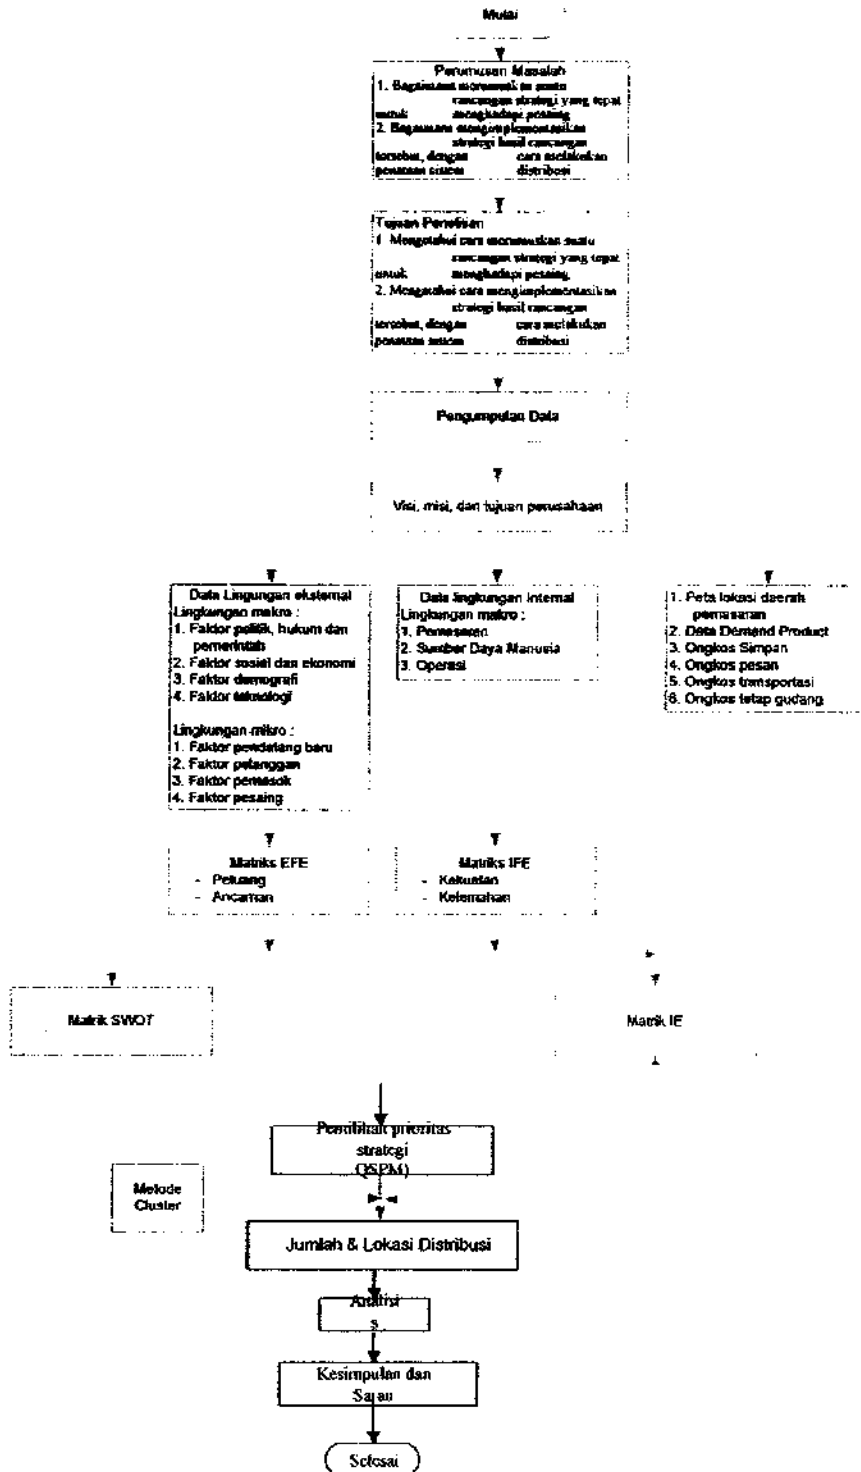 Mulai
Perumusan Masalah
1. Bagaimana merumuskan suatu
rancangan strategi yang tepat
untuk menghadapi pesaing
2. Bagaimana mengimplementasikan
strategi hasil rancangan
tersebut, dengan cara melakukan
penataan sistem distribusi
Tujuan Penelitian
1. Mengetahui cara merumuskan suatu
rancangan strategi yang tepat
untuk menghadapi pesaing.
2. Mengetahui cara mengimplementasikan
strategi hasil rancangan
tersebut, dengan cara melakukan
penataan sistem distribusi
Pengumpulan Data
Visi, misi, dan tujuan perusahaan
Data Lingungan eksternal
Lingkungan makro :
1. Faktor politik, hukum dan
pemerintah
2. Faktor sosial dan ekonomi
3. Faktor demografi
4. Faktor teknologi
Lingkungan mikro :
1. Faktor pendatang baru
2. Faktor pelanggan
3. Faktor pemasok
4. Faktor pesaing
Data lingkungan internal
Lingkungan makro :
1. Pemasaran
2. Sumber Daya Manusia
3. Operasi
1. Peta lokasi daerah
pemasaran
2. Data Demand Product
3. Ongkos Simpan
4. Ongkos pesan
5. Ongkos transportasi
6. Ongkos tetap gudang
Matriks EFE
- Peluang
- Ancaman
Matriks IFE
- Kekuatan
- Kelemahan
Matrik SWOT
Matrik IE
Pemilihan prioritas
strategi
(QSPM)
Metode
Cluster
Jumlah & Lokasi Distribusi
Analisi
s
Kesimpulan dan
Saran
Selesai